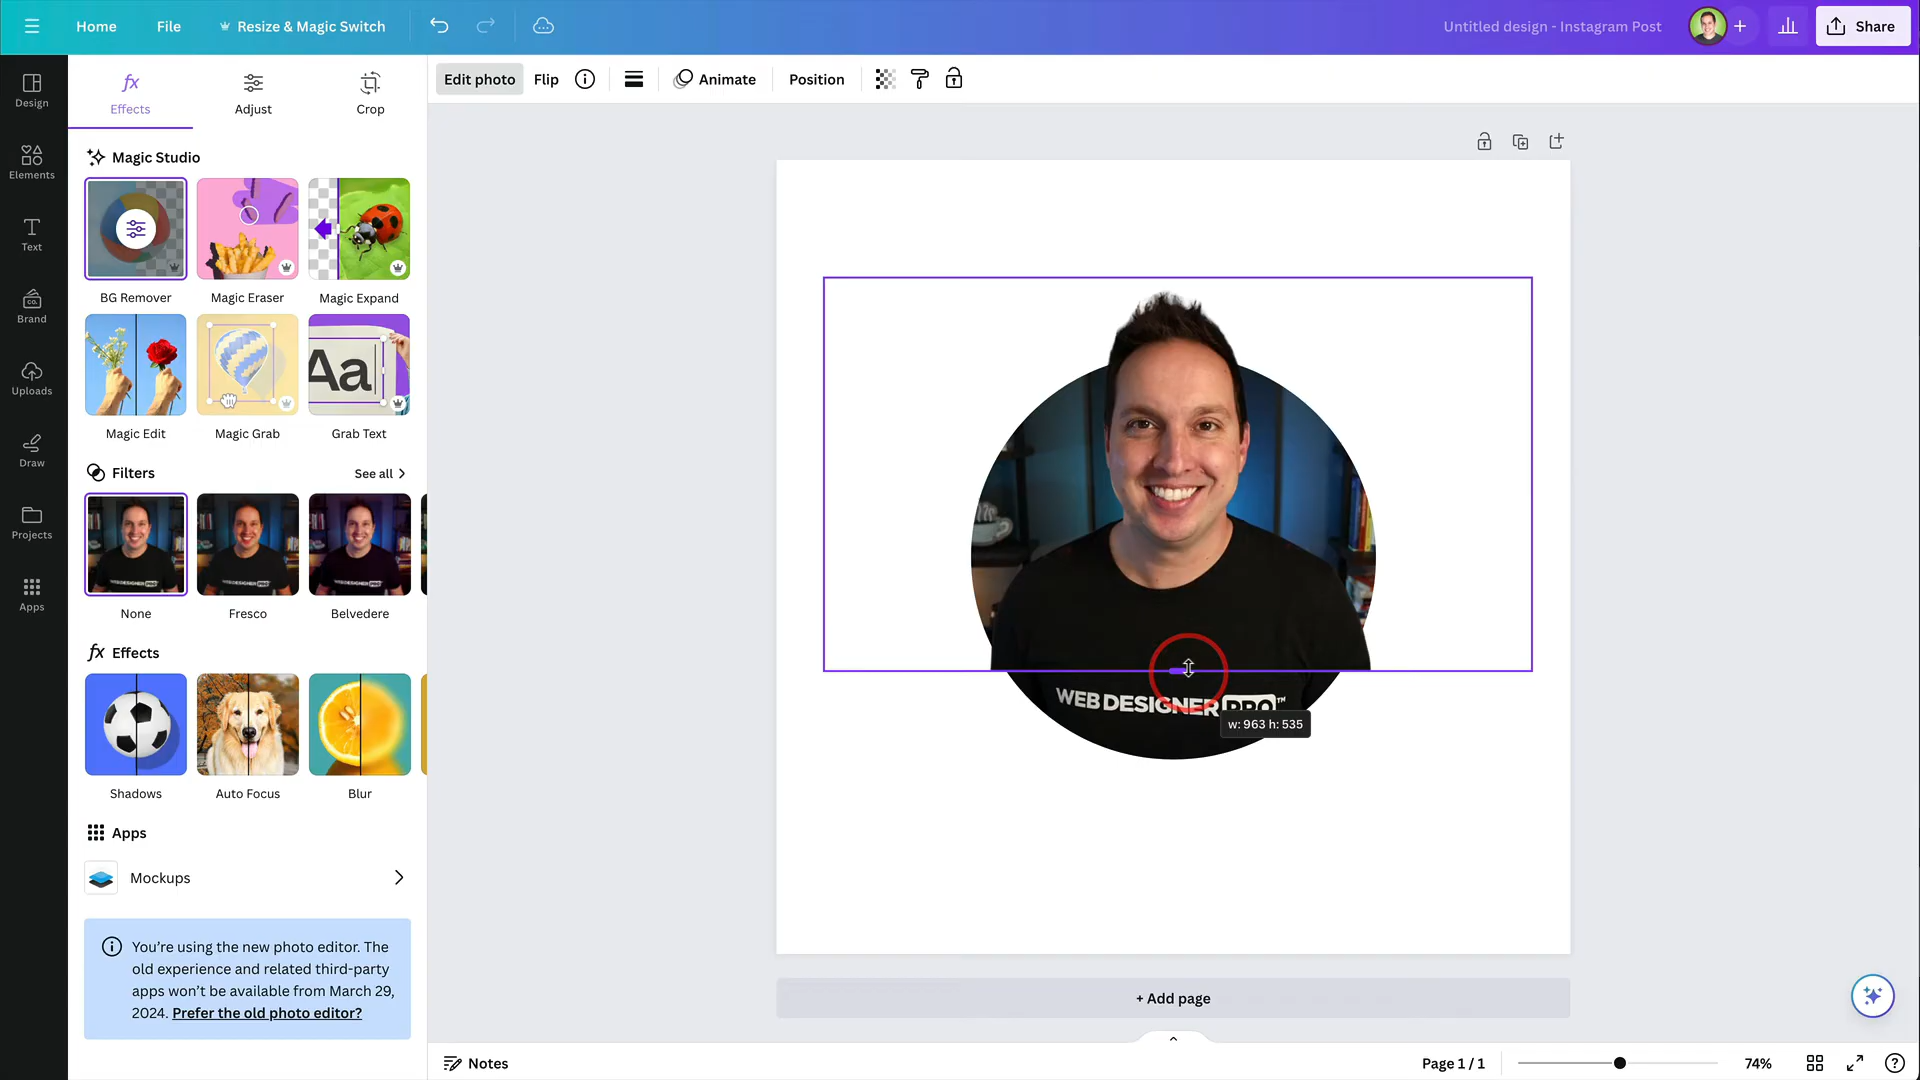 Home
File
Resize & Magic Switch
Untitled design - Instagram Post
Share
Design
Elements
Text
Brand
CO.
Uploads
Draw
Projects
Apps
Effects
Adjust
Crop
Edit photo
Flip
Animate
Position
Magic Studio
BG Remover
Magic Eraser
Magic Expand
Aa
Magic Edit
Magic Grab
Grab Text
Filters
See all
None
Fresco
Belvedere
fx Effects
Shadows
Auto Focus
Blur
Apps
Mockups
You’re using the new photo editor. The
old experience and related third-party
apps won’t be available from March 29,
2024. Prefer the old photo editor?
WEB DESIGNER PRO™
w: 963 h: 535
+ Add page
Notes
Page 1 / 1
74%